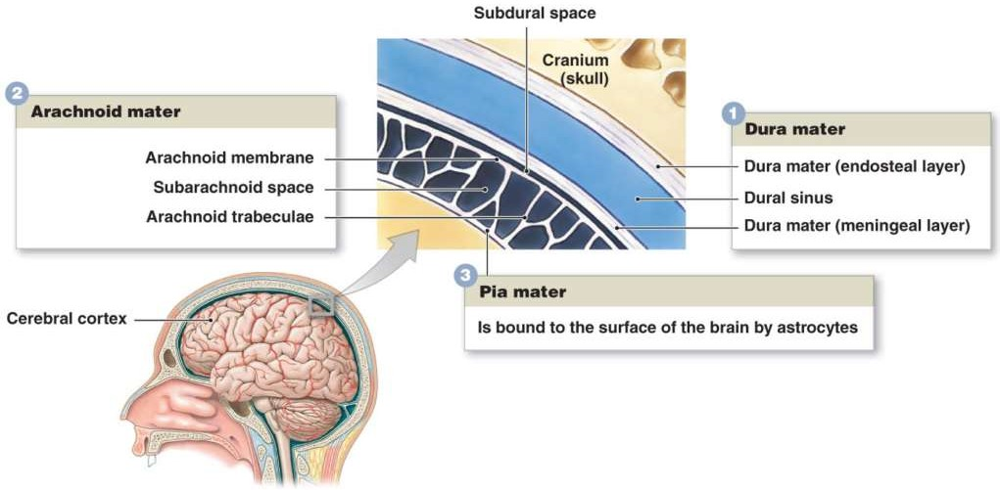 Subdural space
Cranium
(skull)
2
Arachnoid mater
Arachnoid membrane
Subarachnoid space
Arachnoid trabeculae
1
Dura mater
Dura mater (endosteal layer)
Dural sinus
Dura mater (meningeal layer)
3
Pia mater
Is bound to the surface of the brain by astrocytes
Cerebral cortex